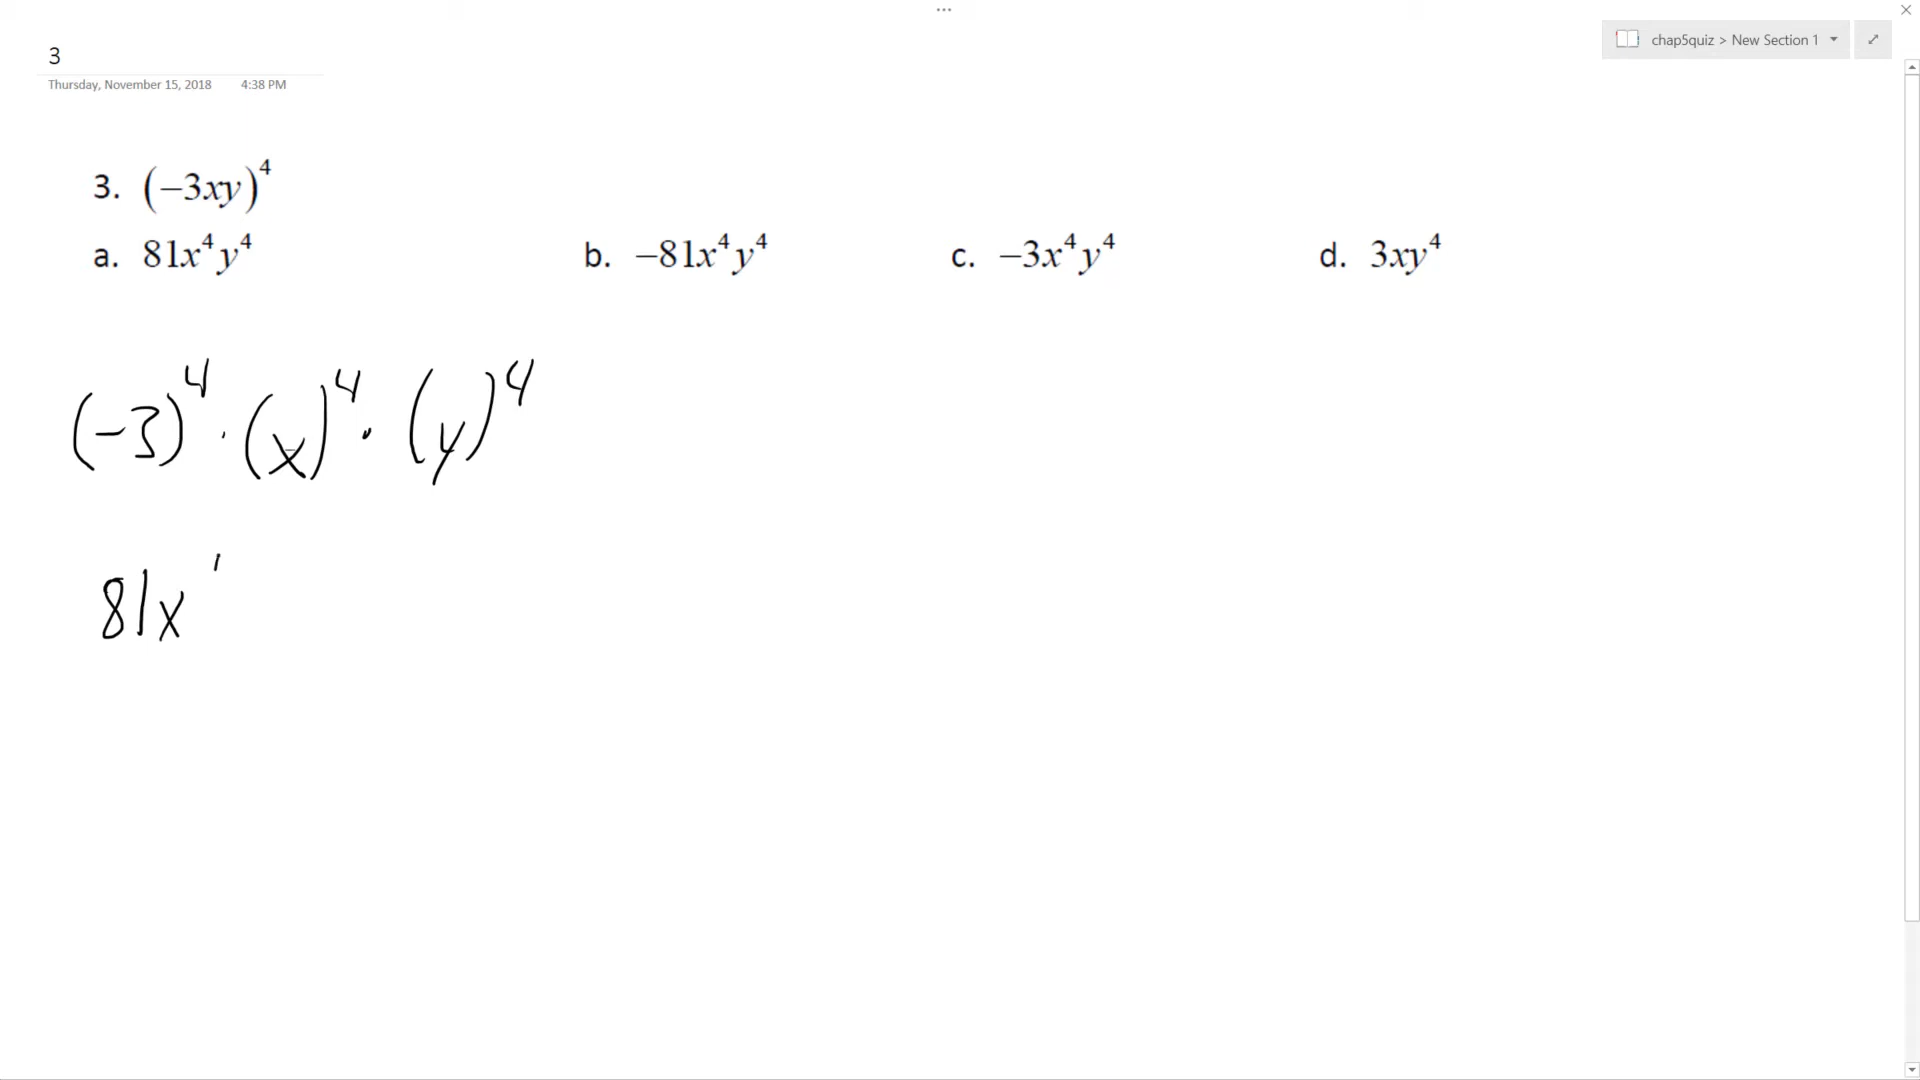 ...
chap5quiz > New Section 1
3
Thursday, November 15, 2018 4:38 PM
3. (−3xy)⁴
a. 81x⁴y⁴ b. −81x⁴y⁴ c. −3x⁴y⁴ d. 3xy⁴
(−3)⁴ · (x)⁴ · (y)⁴
81x